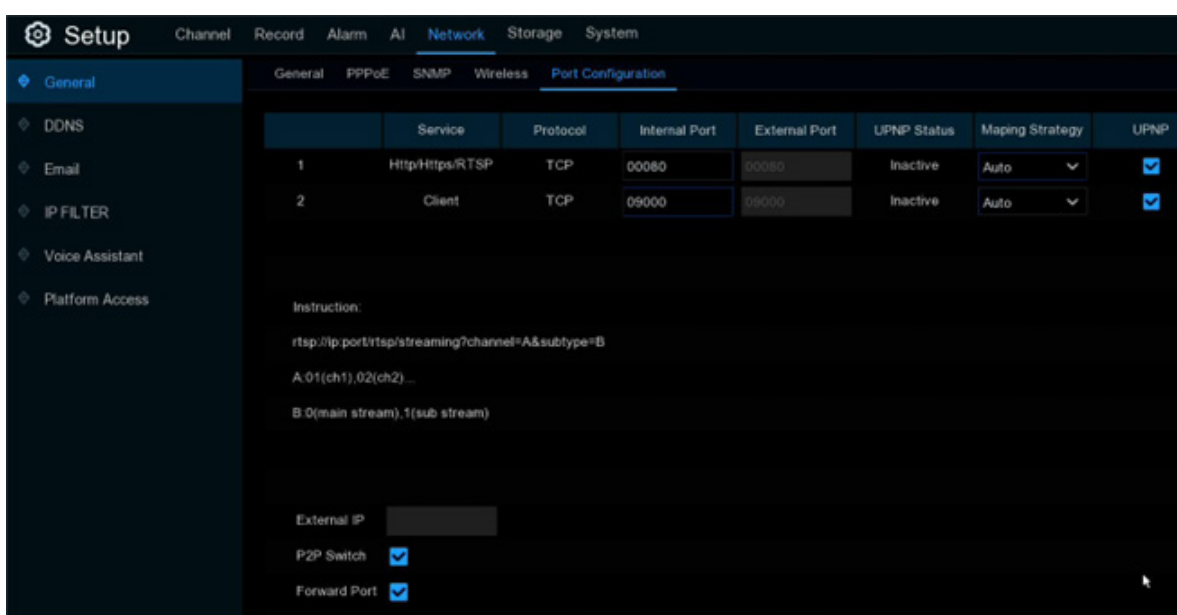 Setup Channel Record Alarm AI Network Storage System
General General PPPoE SNMP Wireless Port Configuration
DDNS
Service Protocol Internal Port External Port UPNP Status Maping Strategy UPNP
Email 1 Http/Https/RTSP TCP 00080 00080 Inactive Auto
IP FILTER 2 Client TCP 09000 09000 Inactive Auto
Voice Assistant
Platform Access
Instruction:
rtsp://ip:port/rtsp/streaming?channel=A&subtype=B
A:01(ch1),02(ch2)...
B:0(main stream),1(sub stream)
External IP
P2P Switch
Forward Port